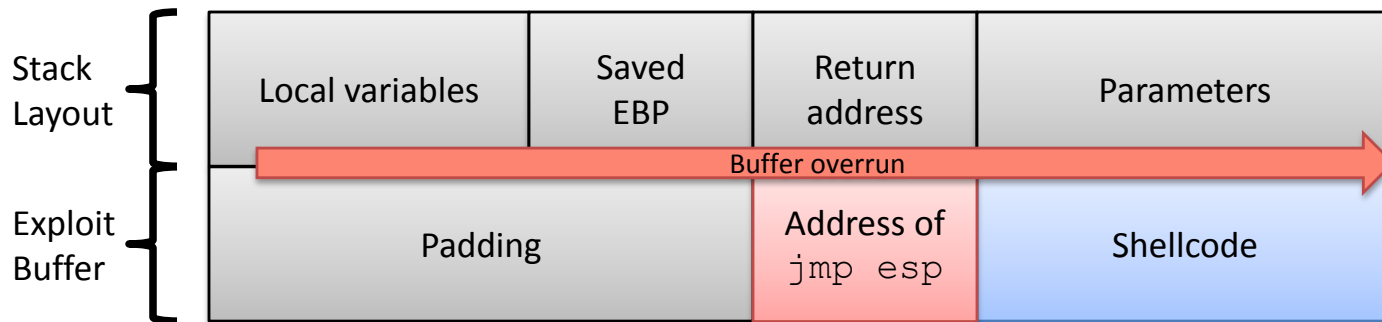 Stack
Layout
Local variables
Saved
EBP
Return
address
Parameters
Buffer overrun
Exploit
Buffer
Padding
Address of
jmp esp
Shellcode